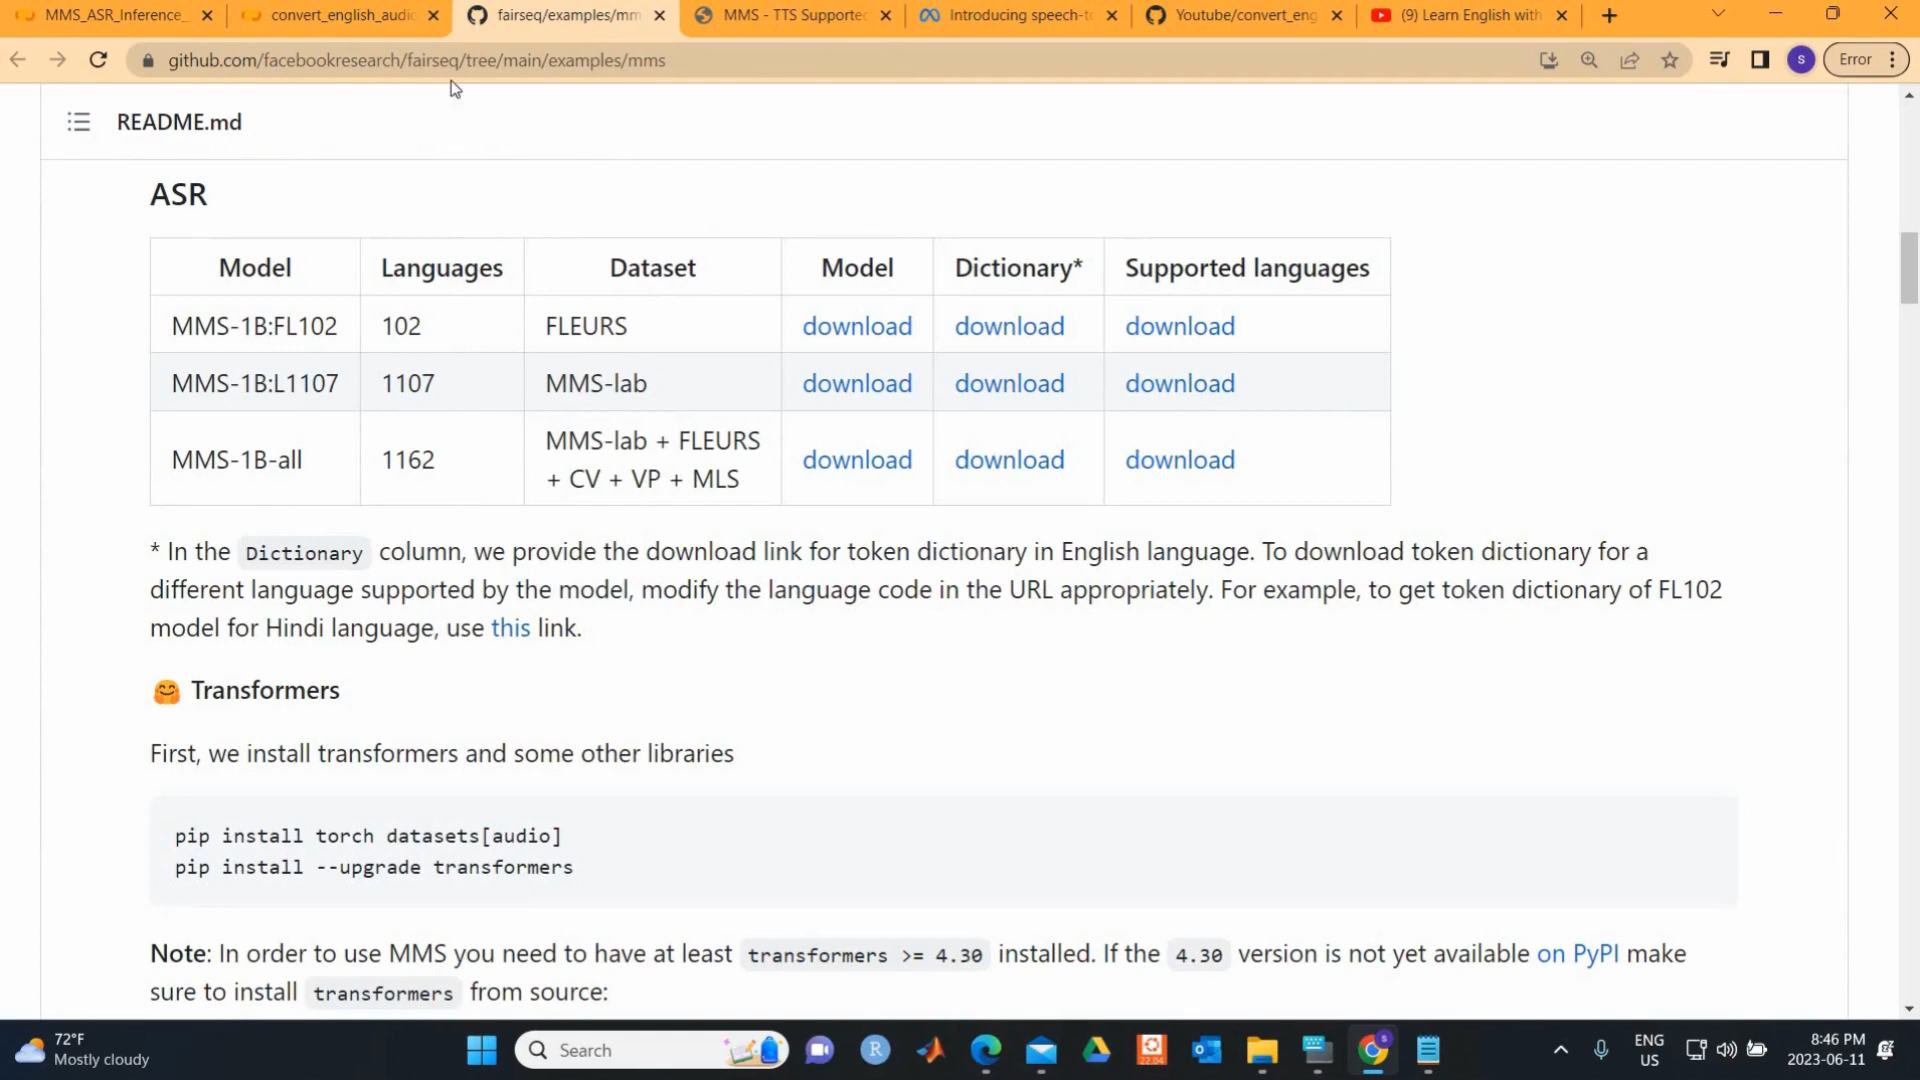 MMS_ASR_Inference_
convert_english_audio
fairseq/examples/mm
MMS - TTS Supported
Introducing speech-to
Youtube/convert_eng
(9) Learn English with
github.com/facebookresearch/fairseq/tree/main/examples/mms
S
Error
README.md
ASR
Model Languages Dataset Model Dictionary* Supported languages
MMS-1B:FL102 102 FLEURS download download download
MMS-1B:L1107 1107 MMS-lab download download download
MMS-1B-all 1162 MMS-lab + FLEURS + CV + VP + MLS download download download
* In the Dictionary column, we provide the download link for token dictionary in English language. To download token dictionary for a
different language supported by the model, modify the language code in the URL appropriately. For example, to get token dictionary of FL102
model for Hindi language, use this link.
🤗 Transformers
First, we install transformers and some other libraries
pip install torch datasets[audio]
pip install --upgrade transformers
Note: In order to use MMS you need to have at least transformers >= 4.30 installed. If the 4.30 version is not yet available on PyPI make
sure to install transformers from source:
72°F
Mostly cloudy
Search
R
22.04
S
ENG
US
8:46 PM
2023-06-11